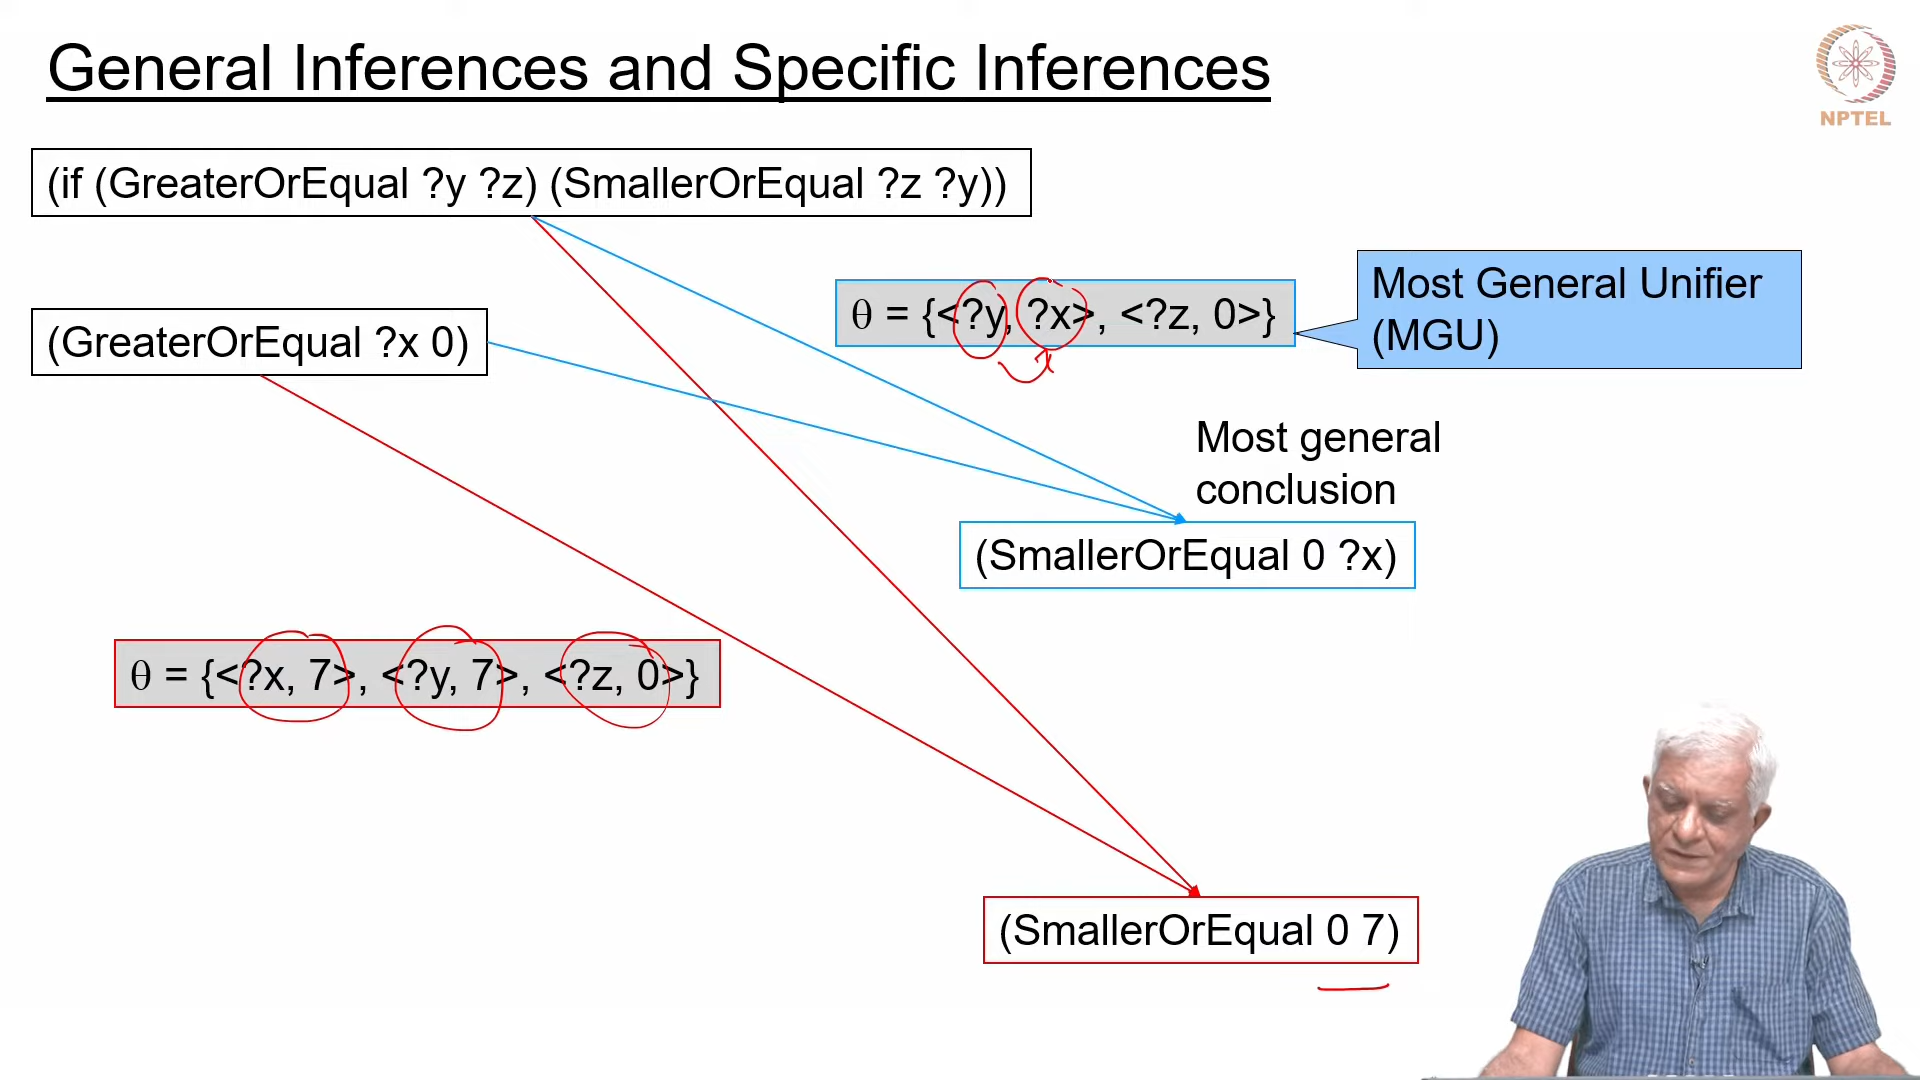 General Inferences and Specific Inferences
NPTEL
(if (GreaterOrEqual ?y ?z) (SmallerOrEqual ?z ?y))
θ = {<?y, ?x>, <?z, 0>}
Most General Unifier
(MGU)
(GreaterOrEqual ?x 0)
Most general
conclusion
(SmallerOrEqual 0 ?x)
θ = {<?x, 7>, <?y, 7>, <?z, 0>}
(SmallerOrEqual 0 7)